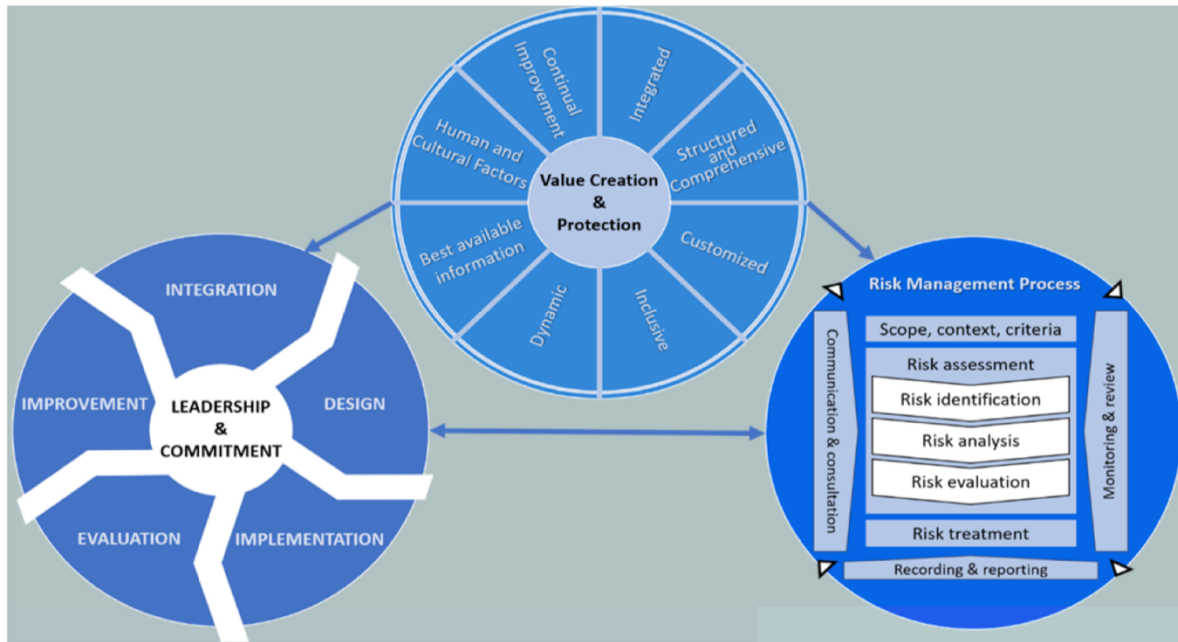 Continual
Improvement
Integrated
Human and
Cultural Factors
Structured
and
Comprehensive
Value Creation
&
Protection
Best available
information
Customized
Dynamic
Inclusive
INTEGRATION
IMPROVEMENT
LEADERSHIP
&
COMMITMENT
DESIGN
EVALUATION
IMPLEMENTATION
Risk Management Process
Scope, context, criteria
Communication & consultation
Risk assessment
Risk identification
Risk analysis
Risk evaluation
Monitoring & review
Risk treatment
Recording & reporting